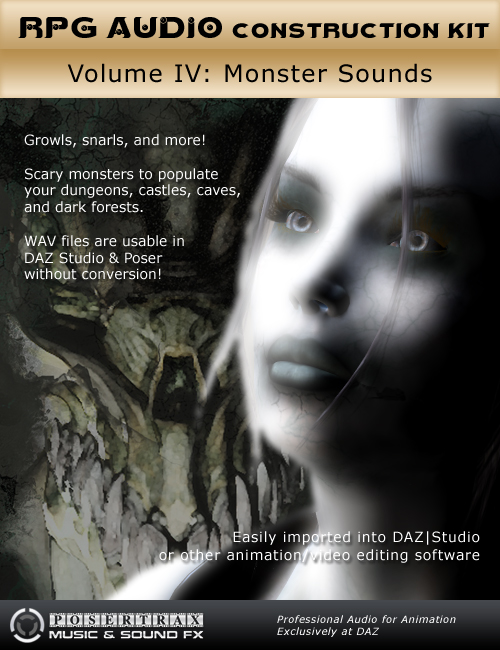 RPG AUDIO CONSTRUCTION KIT
Volume IV: Monster Sounds
Growls, snarls, and more!
Scary monsters to populate
your dungeons, castles, caves,
and dark forests.
WAV files are usable in
DAZ Studio & Poser
without conversion!
Easily imported into DAZ|Studio
or other animation/video editing software
POSERTRAX
MUSIC & SOUND FX
Professional Audio for Animation
Exclusively at DAZ